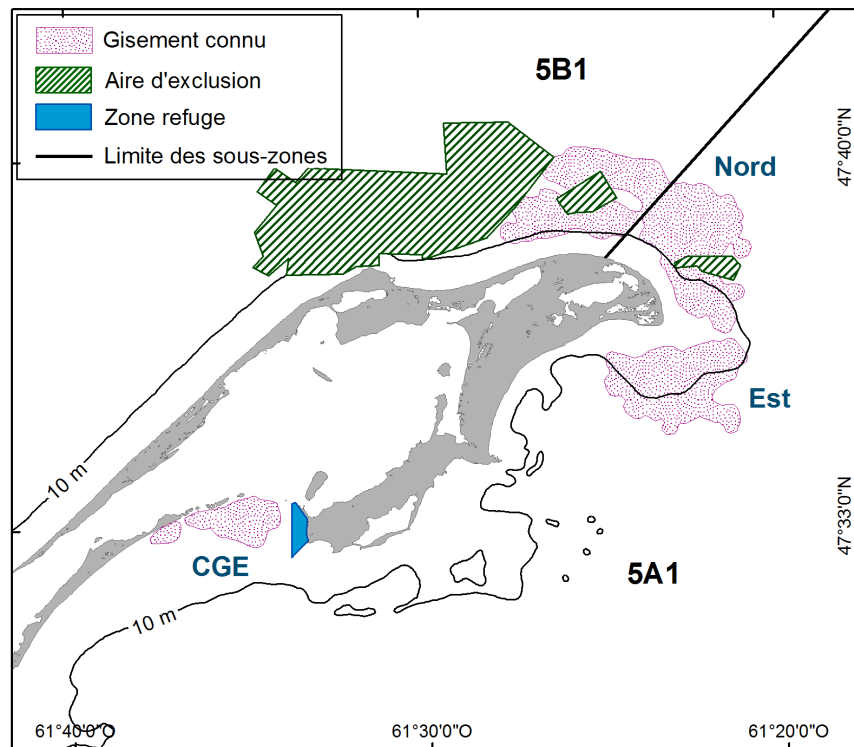 Gisement connu
Aire d'exclusion
Zone refuge
Limite des sous-zones
5B1
Nord
47°40'0"N
Est
10 m
47°33'0"N
CGE
5A1
10 m
61°40'0"O
61°30'0"O
61°20'0"O